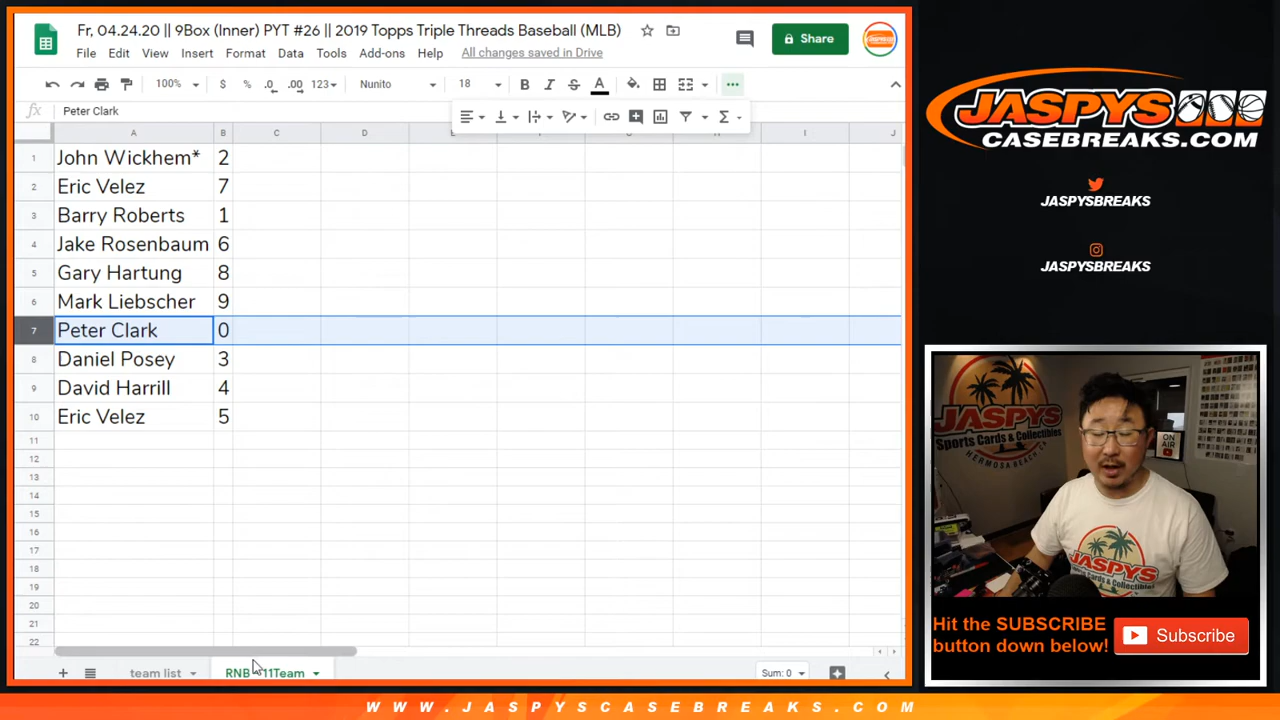 Fr, 04.24.20 || 9Box (Inner) PYT #26 || 2019 Topps Triple Threads Baseball (MLB)
File Edit View Insert Format Data Tools Add-ons Help All changes saved in Drive
Share
100% $ % .0 .00 123 Nunito 18 B I S A
fx Peter Clark
A B C D E F G H I J
1 John Wickhem* 2
2 Eric Velez 7
3 Barry Roberts 1
4 Jake Rosenbaum 6
5 Gary Hartung 8
6 Mark Liebscher 9
7 Peter Clark 0
8 Daniel Posey 3
9 David Harrill 4
10 Eric Velez 5
11
12
13
14
15
16
17
18
19
20
21
22
team list RNB 11Team Sum: 0
JASPYS
CASEBREAKS.COM
JASPYSBREAKS
JASPYSBREAKS
JASPYS
Sports Cards & Collectibles
HERMOSA BEACH
ON AIR
JASPYS
Hit the SUBSCRIBE
button down below!
Subscribe
WWW.JASPYSCASEBREAKS.COM